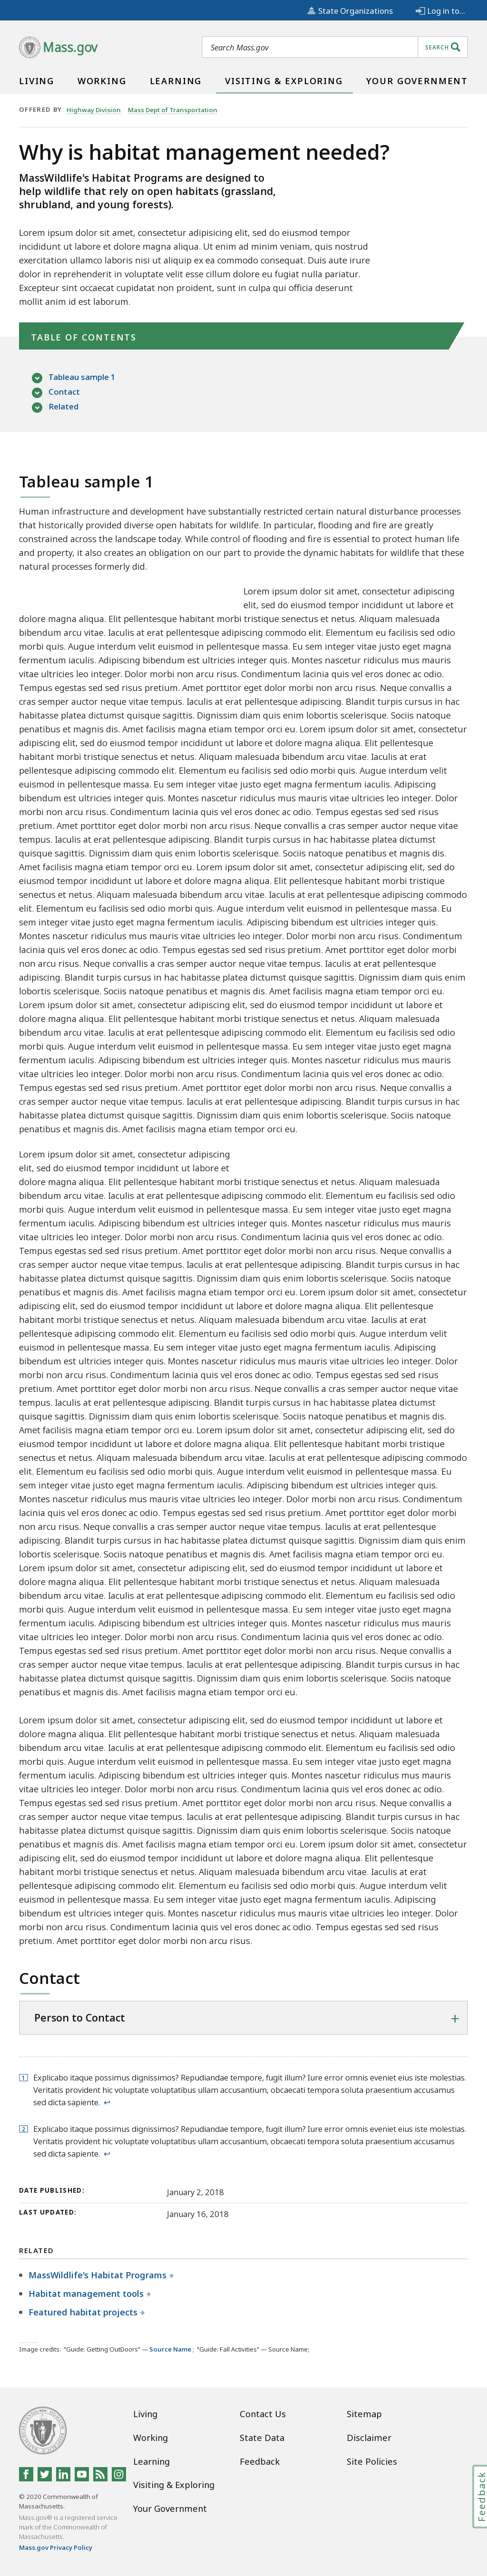 State Organizations
Log in to...
Mass.gov
Search Mass.gov
SEARCH
LIVING
WORKING
LEARNING
VISITING & EXPLORING
YOUR GOVERNMENT
OFFERED BY Highway Division Mass Dept of Transportation
Why is habitat management needed?
MassWildlife's Habitat Programs are designed to
help wildlife that rely on open habitats (grassland,
shrubland, and young forests).
Lorem ipsum dolor sit amet, consectetur adipisicing elit, sed do eiusmod tempor
incididunt ut labore et dolore magna aliqua. Ut enim ad minim veniam, quis nostrud
exercitation ullamco laboris nisi ut aliquip ex ea commodo consequat. Duis aute irure
dolor in reprehenderit in voluptate velit esse cillum dolore eu fugiat nulla pariatur.
Excepteur sint occaecat cupidatat non proident, sunt in culpa qui officia deserunt
mollit anim id est laborum.
TABLE OF CONTENTS
Tableau sample 1
Contact
Related
Tableau sample 1
Human infrastructure and development have substantially restricted certain natural disturbance processes
that historically provided diverse open habitats for wildlife. In particular, flooding and fire are greatly
constrained across the landscape today. While control of flooding and fire is essential to protect human life
and property, it also creates an obligation on our part to provide the dynamic habitats for wildlife that these
natural processes formerly did.
Lorem ipsum dolor sit amet, consectetur adipiscing
elit, sed do eiusmod tempor incididunt ut labore et
dolore magna aliqua. Elit pellentesque habitant morbi tristique senectus et netus. Aliquam malesuada
bibendum arcu vitae. Iaculis at erat pellentesque adipiscing commodo elit. Elementum eu facilisis sed odio
morbi quis. Augue interdum velit euismod in pellentesque massa. Eu sem integer vitae justo eget magna
fermentum iaculis. Adipiscing bibendum est ultricies integer quis. Montes nascetur ridiculus mus mauris
vitae ultricies leo integer. Dolor morbi non arcu risus. Condimentum lacinia quis vel eros donec ac odio.
Tempus egestas sed sed risus pretium. Amet porttitor eget dolor morbi non arcu risus. Neque convallis a
cras semper auctor neque vitae tempus. Iaculis at erat pellentesque adipiscing. Blandit turpis cursus in hac
habitasse platea dictumst quisque sagittis. Dignissim diam quis enim lobortis scelerisque. Sociis natoque
penatibus et magnis dis. Amet facilisis magna etiam tempor orci eu. Lorem ipsum dolor sit amet, consectetur
adipiscing elit, sed do eiusmod tempor incididunt ut labore et dolore magna aliqua. Elit pellentesque
habitant morbi tristique senectus et netus. Aliquam malesuada bibendum arcu vitae. Iaculis at erat
pellentesque adipiscing commodo elit. Elementum eu facilisis sed odio morbi quis. Augue interdum velit
euismod in pellentesque massa. Eu sem integer vitae justo eget magna fermentum iaculis. Adipiscing
bibendum est ultricies integer quis. Montes nascetur ridiculus mus mauris vitae ultricies leo integer. Dolor
morbi non arcu risus. Condimentum lacinia quis vel eros donec ac odio. Tempus egestas sed sed risus
pretium. Amet porttitor eget dolor morbi non arcu risus. Neque convallis a cras semper auctor neque vitae
tempus. Iaculis at erat pellentesque adipiscing. Blandit turpis cursus in hac habitasse platea dictumst
quisque sagittis. Dignissim diam quis enim lobortis scelerisque. Sociis natoque penatibus et magnis dis.
Amet facilisis magna etiam tempor orci eu. Lorem ipsum dolor sit amet, consectetur adipiscing elit, sed do
eiusmod tempor incididunt ut labore et dolore magna aliqua. Elit pellentesque habitant morbi tristique
senectus et netus. Aliquam malesuada bibendum arcu vitae. Iaculis at erat pellentesque adipiscing commodo
elit. Elementum eu facilisis sed odio morbi quis. Augue interdum velit euismod in pellentesque massa. Eu
sem integer vitae justo eget magna fermentum iaculis. Adipiscing bibendum est ultricies integer quis.
Montes nascetur ridiculus mus mauris vitae ultricies leo integer. Dolor morbi non arcu risus. Condimentum
lacinia quis vel eros donec ac odio. Tempus egestas sed sed risus pretium. Amet porttitor eget dolor morbi
non arcu risus. Neque convallis a cras semper auctor neque vitae tempus. Iaculis at erat pellentesque
adipiscing. Blandit turpis cursus in hac habitasse platea dictumst quisque sagittis. Dignissim diam quis enim
lobortis scelerisque. Sociis natoque penatibus et magnis dis. Amet facilisis magna etiam tempor orci eu.
Lorem ipsum dolor sit amet, consectetur adipiscing elit, sed do eiusmod tempor incididunt ut labore et
dolore magna aliqua. Elit pellentesque habitant morbi tristique senectus et netus. Aliquam malesuada
bibendum arcu vitae. Iaculis at erat pellentesque adipiscing commodo elit. Elementum eu facilisis sed odio
morbi quis. Augue interdum velit euismod in pellentesque massa. Eu sem integer vitae justo eget magna
fermentum iaculis. Adipiscing bibendum est ultricies integer quis. Montes nascetur ridiculus mus mauris
vitae ultricies leo integer. Dolor morbi non arcu risus. Condimentum lacinia quis vel eros donec ac odio.
Tempus egestas sed sed risus pretium. Amet porttitor eget dolor morbi non arcu risus. Neque convallis a
cras semper auctor neque vitae tempus. Iaculis at erat pellentesque adipiscing. Blandit turpis cursus in hac
habitasse platea dictumst quisque sagittis. Dignissim diam quis enim lobortis scelerisque. Sociis natoque
penatibus et magnis dis. Amet facilisis magna etiam tempor orci eu.
Lorem ipsum dolor sit amet, consectetur adipiscing
elit, sed do eiusmod tempor incididunt ut labore et
dolore magna aliqua. Elit pellentesque habitant morbi tristique senectus et netus. Aliquam malesuada
bibendum arcu vitae. Iaculis at erat pellentesque adipiscing commodo elit. Elementum eu facilisis sed odio
morbi quis. Augue interdum velit euismod in pellentesque massa. Eu sem integer vitae justo eget magna
fermentum iaculis. Adipiscing bibendum est ultricies integer quis. Montes nascetur ridiculus mus mauris
vitae ultricies leo integer. Dolor morbi non arcu risus. Condimentum lacinia quis vel eros donec ac odio.
Tempus egestas sed sed risus pretium. Amet porttitor eget dolor morbi non arcu risus. Neque convallis a
cras semper auctor neque vitae tempus. Iaculis at erat pellentesque adipiscing. Blandit turpis cursus in hac
habitasse platea dictumst quisque sagittis. Dignissim diam quis enim lobortis scelerisque. Sociis natoque
penatibus et magnis dis. Amet facilisis magna etiam tempor orci eu. Lorem ipsum dolor sit amet, consectetur
adipiscing elit, sed do eiusmod tempor incididunt ut labore et dolore magna aliqua. Elit pellentesque
habitant morbi tristique senectus et netus. Aliquam malesuada bibendum arcu vitae. Iaculis at erat
pellentesque adipiscing commodo elit. Elementum eu facilisis sed odio morbi quis. Augue interdum velit
euismod in pellentesque massa. Eu sem integer vitae justo eget magna fermentum iaculis. Adipiscing
bibendum est ultricies integer quis. Montes nascetur ridiculus mus mauris vitae ultricies leo integer. Dolor
morbi non arcu risus. Condimentum lacinia quis vel eros donec ac odio. Tempus egestas sed sed risus
pretium. Amet porttitor eget dolor morbi non arcu risus. Neque convallis a cras semper auctor neque vitae
tempus. Iaculis at erat pellentesque adipiscing. Blandit turpis cursus in hac habitasse platea dictumst
quisque sagittis. Dignissim diam quis enim lobortis scelerisque. Sociis natoque penatibus et magnis dis.
Amet facilisis magna etiam tempor orci eu. Lorem ipsum dolor sit amet, consectetur adipiscing elit, sed do
eiusmod tempor incididunt ut labore et dolore magna aliqua. Elit pellentesque habitant morbi tristique
senectus et netus. Aliquam malesuada bibendum arcu vitae. Iaculis at erat pellentesque adipiscing commodo
elit. Elementum eu facilisis sed odio morbi quis. Augue interdum velit euismod in pellentesque massa. Eu
sem integer vitae justo eget magna fermentum iaculis. Adipiscing bibendum est ultricies integer quis.
Montes nascetur ridiculus mus mauris vitae ultricies leo integer. Dolor morbi non arcu risus. Condimentum
lacinia quis vel eros donec ac odio. Tempus egestas sed sed risus pretium. Amet porttitor eget dolor morbi
non arcu risus. Neque convallis a cras semper auctor neque vitae tempus. Iaculis at erat pellentesque
adipiscing. Blandit turpis cursus in hac habitasse platea dictumst quisque sagittis. Dignissim diam quis enim
lobortis scelerisque. Sociis natoque penatibus et magnis dis. Amet facilisis magna etiam tempor orci eu.
Lorem ipsum dolor sit amet, consectetur adipiscing elit, sed do eiusmod tempor incididunt ut labore et
dolore magna aliqua. Elit pellentesque habitant morbi tristique senectus et netus. Aliquam malesuada
bibendum arcu vitae. Iaculis at erat pellentesque adipiscing commodo elit. Elementum eu facilisis sed odio
morbi quis. Augue interdum velit euismod in pellentesque massa. Eu sem integer vitae justo eget magna
fermentum iaculis. Adipiscing bibendum est ultricies integer quis. Montes nascetur ridiculus mus mauris
vitae ultricies leo integer. Dolor morbi non arcu risus. Condimentum lacinia quis vel eros donec ac odio.
Tempus egestas sed sed risus pretium. Amet porttitor eget dolor morbi non arcu risus. Neque convallis a
cras semper auctor neque vitae tempus. Iaculis at erat pellentesque adipiscing. Blandit turpis cursus in hac
habitasse platea dictumst quisque sagittis. Dignissim diam quis enim lobortis scelerisque. Sociis natoque
penatibus et magnis dis. Amet facilisis magna etiam tempor orci eu.
Lorem ipsum dolor sit amet, consectetur adipiscing elit, sed do eiusmod tempor incididunt ut labore et
dolore magna aliqua. Elit pellentesque habitant morbi tristique senectus et netus. Aliquam malesuada
bibendum arcu vitae. Iaculis at erat pellentesque adipiscing commodo elit. Elementum eu facilisis sed odio
morbi quis. Augue interdum velit euismod in pellentesque massa. Eu sem integer vitae justo eget magna
fermentum iaculis. Adipiscing bibendum est ultricies integer quis. Montes nascetur ridiculus mus mauris
vitae ultricies leo integer. Dolor morbi non arcu risus. Condimentum lacinia quis vel eros donec ac odio.
Tempus egestas sed sed risus pretium. Amet porttitor eget dolor morbi non arcu risus. Neque convallis a
cras semper auctor neque vitae tempus. Iaculis at erat pellentesque adipiscing. Blandit turpis cursus in hac
habitasse platea dictumst quisque sagittis. Dignissim diam quis enim lobortis scelerisque. Sociis natoque
penatibus et magnis dis. Amet facilisis magna etiam tempor orci eu. Lorem ipsum dolor sit amet, consectetur
adipiscing elit, sed do eiusmod tempor incididunt ut labore et dolore magna aliqua. Elit pellentesque
habitant morbi tristique senectus et netus. Aliquam malesuada bibendum arcu vitae. Iaculis at erat
pellentesque adipiscing commodo elit. Elementum eu facilisis sed odio morbi quis. Augue interdum velit
euismod in pellentesque massa. Eu sem integer vitae justo eget magna fermentum iaculis. Adipiscing
bibendum est ultricies integer quis. Montes nascetur ridiculus mus mauris vitae ultricies leo integer. Dolor
morbi non arcu risus. Condimentum lacinia quis vel eros donec ac odio. Tempus egestas sed sed risus
pretium. Amet porttitor eget dolor morbi non arcu risus.
Contact
Person to Contact
1 Explicabo itaque possimus dignissimos? Repudiandae tempore, fugit illum? Iure error omnis eveniet eius iste molestias.
Veritatis provident hic voluptate voluptatibus ullam accusantium, obcaecati tempora soluta praesentium accusamus
sed dicta sapiente. ↩
2 Explicabo itaque possimus dignissimos? Repudiandae tempore, fugit illum? Iure error omnis eveniet eius iste molestias.
Veritatis provident hic voluptate voluptatibus ullam accusantium, obcaecati tempora soluta praesentium accusamus
sed dicta sapiente. ↩
DATE PUBLISHED: January 2, 2018
LAST UPDATED: January 16, 2018
RELATED
MassWildlife's Habitat Programs
Habitat management tools
Featured habitat projects
Image credits: "Guide: Getting OutDoors" — Source Name; "Guide: Fall Activities" — Source Name;
Living
Working
Learning
Visiting & Exploring
Your Government
Contact Us
State Data
Feedback
Sitemap
Disclaimer
Site Policies
© 2020 Commonwealth of
Massachusetts.
Mass.gov® is a registered service
mark of the Commonwealth of
Massachusetts.
Mass.gov Privacy Policy
Feedback